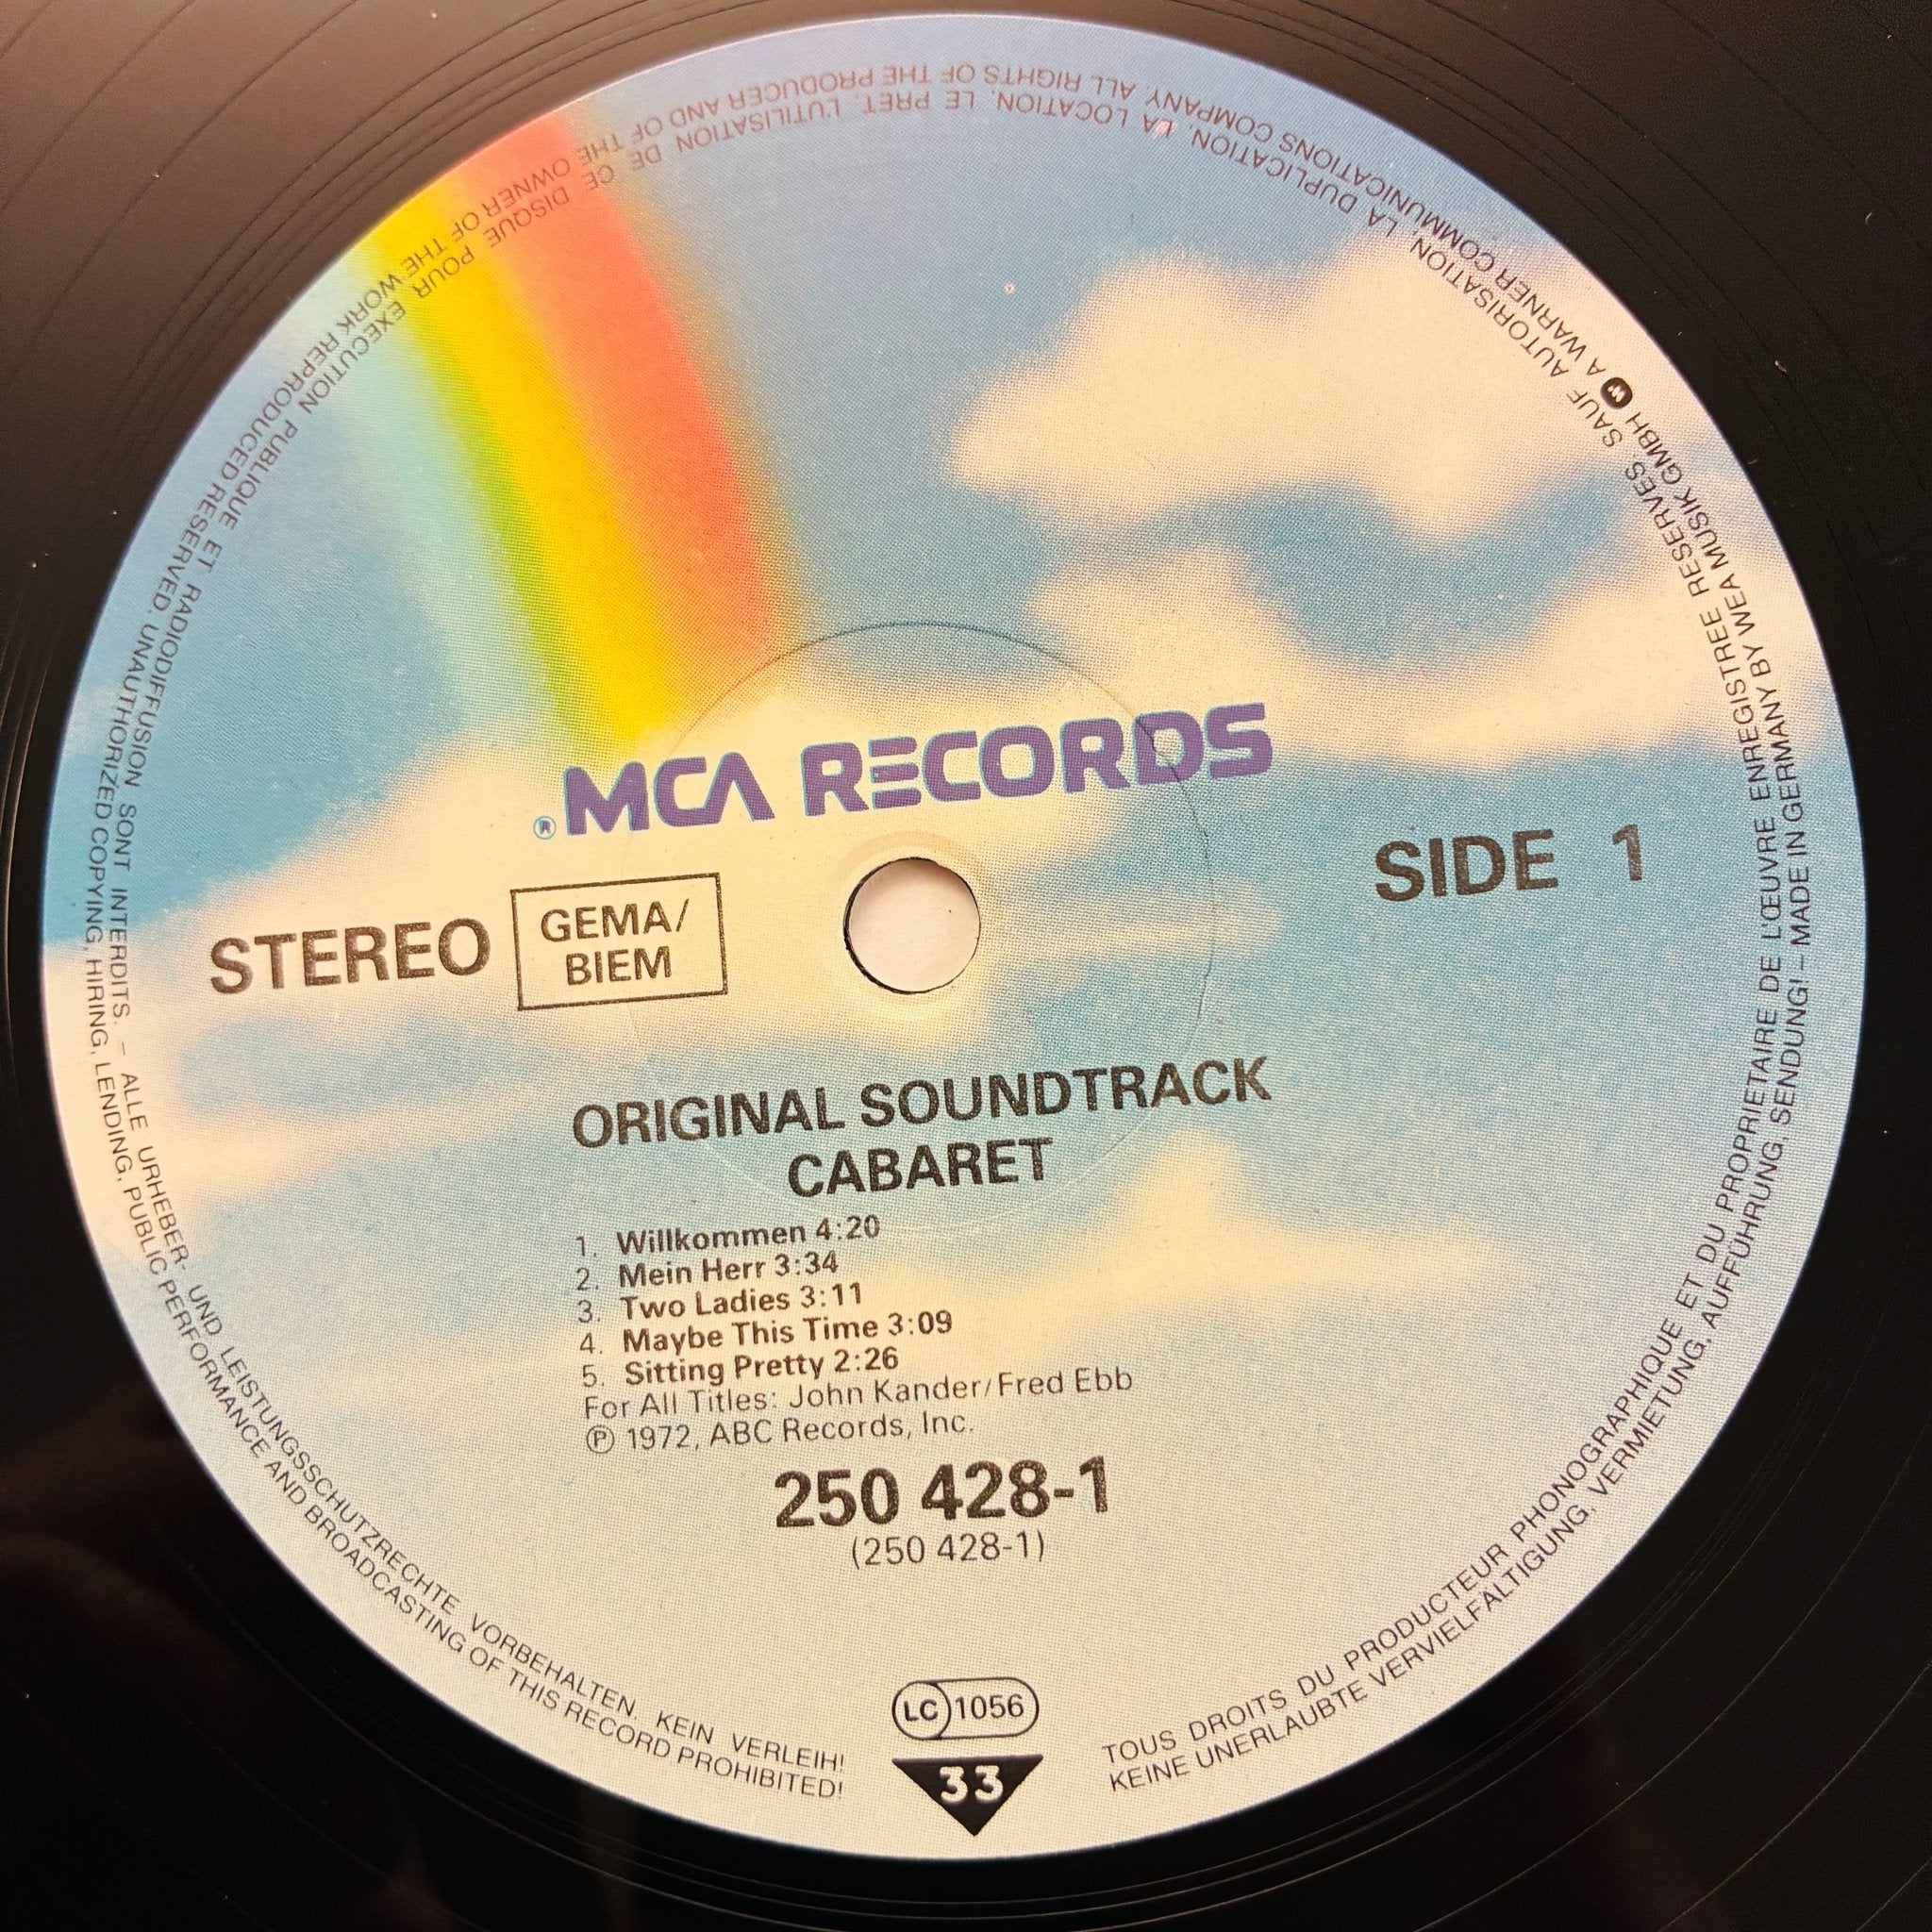 ® MCA RECORDS
STEREO
GEMA/
BIEM
SIDE 1
ORIGINAL SOUNDTRACK
CABARET
1. Willkommen 4:20
2. Mein Herr 3:34
3. Two Ladies 3:11
4. Maybe This Time 3:09
5. Sitting Pretty 2:26
For All Titles: John Kander/Fred Ebb
℗ 1972, ABC Records, Inc.
250 428-1
(250 428-1)
LC 1056
33
TOUS DROITS DU PRODUCTEUR PHONOGRAPHIQUE ET DU PROPRIETAIRE DE L'ŒUVRE ENREGISTREE RESERVES. SAUF AUTORISATION, LA DUPLICATION, LA LOCATION, LE PRET, L'UTILISATION DE CE DISQUE POUR EXECUTION PUBLIQUE ET RADIODIFFUSION SONT INTERDITS. – ALLE URHEBER- UND LEISTUNGSSCHUTZRECHTE VORBEHALTEN. KEIN VERLEIH!
KEINE UNERLAUBTE VERVIELFÄLTIGUNG, VERMIETUNG, AUFFÜHRUNG, SENDUNG! – MADE IN GERMANY BY WEA MUSIK GMBH A WARNER COMMUNICATIONS COMPANY. ALL RIGHTS OF THE PRODUCER AND OF THE OWNER OF THE WORK REPRODUCED RESERVED. UNAUTHORIZED COPYING, HIRING, LENDING, PUBLIC PERFORMANCE AND BROADCASTING OF THIS RECORD PROHIBITED!